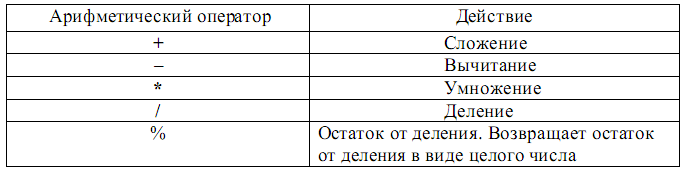 Арифметический оператор Действие
+ Сложение
– Вычитание
* Умножение
/ Деление
% Остаток от деления. Возвращает остаток
от деления в виде целого числа